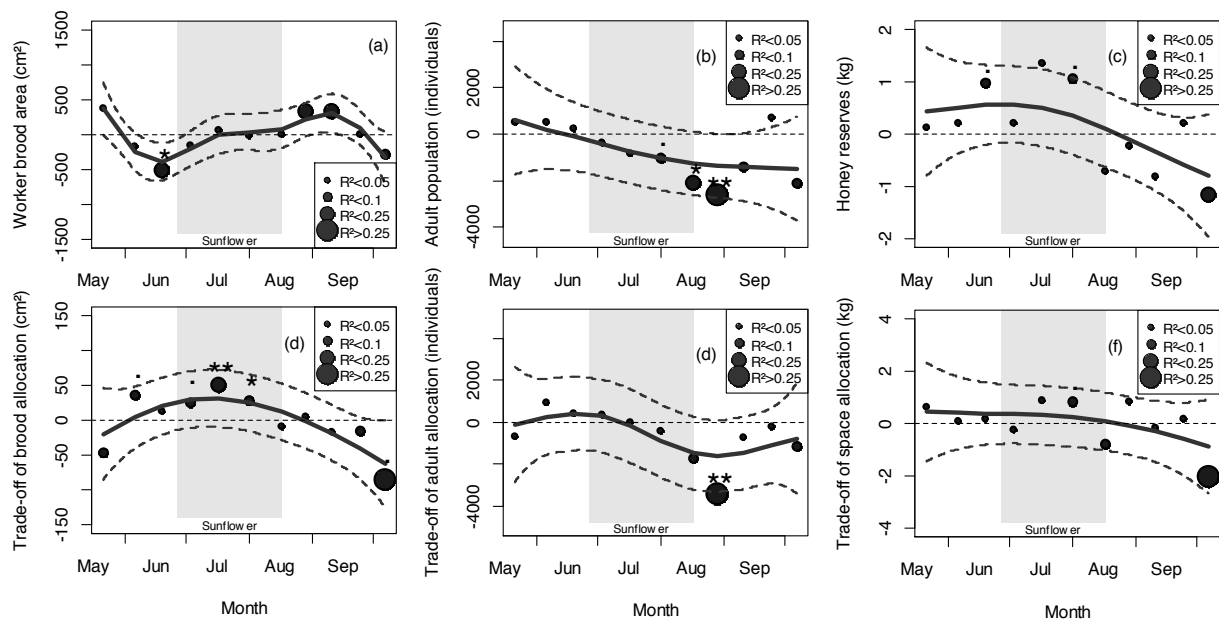 Worker brood area (cm²)
1500
500
0
-500
-1500
(a)
R²<0.05
R²<0.1
R²<0.25
R²>0.25
*
Sunflower
May Jun Jul Aug Sep
Adult population (individuals)
2000
0
-4000
(b)
R²<0.05
R²<0.1
R²<0.25
R²>0.25
*
**
Sunflower
May Jun Jul Aug Sep
Honey reserves (kg)
2
1
0
-1
-2
(c)
R²<0.05
R²<0.1
R²<0.25
R²>0.25
Sunflower
May Jun Jul Aug Sep
Trade-off of brood allocation (cm²)
150
50
0
-50
-150
(d)
R²<0.05
R²<0.1
R²<0.25
R²>0.25
**
*
Sunflower
May Jun Jul Aug Sep
Month
Trade-off of adult allocation (individuals)
2000
0
-4000
(d)
R²<0.05
R²<0.1
R²<0.25
R²>0.25
**
Sunflower
May Jun Jul Aug Sep
Month
Trade-off of space allocation (kg)
4
2
0
-2
-4
(f)
R²<0.05
R²<0.1
R²<0.25
R²>0.25
Sunflower
May Jun Jul Aug Sep
Month